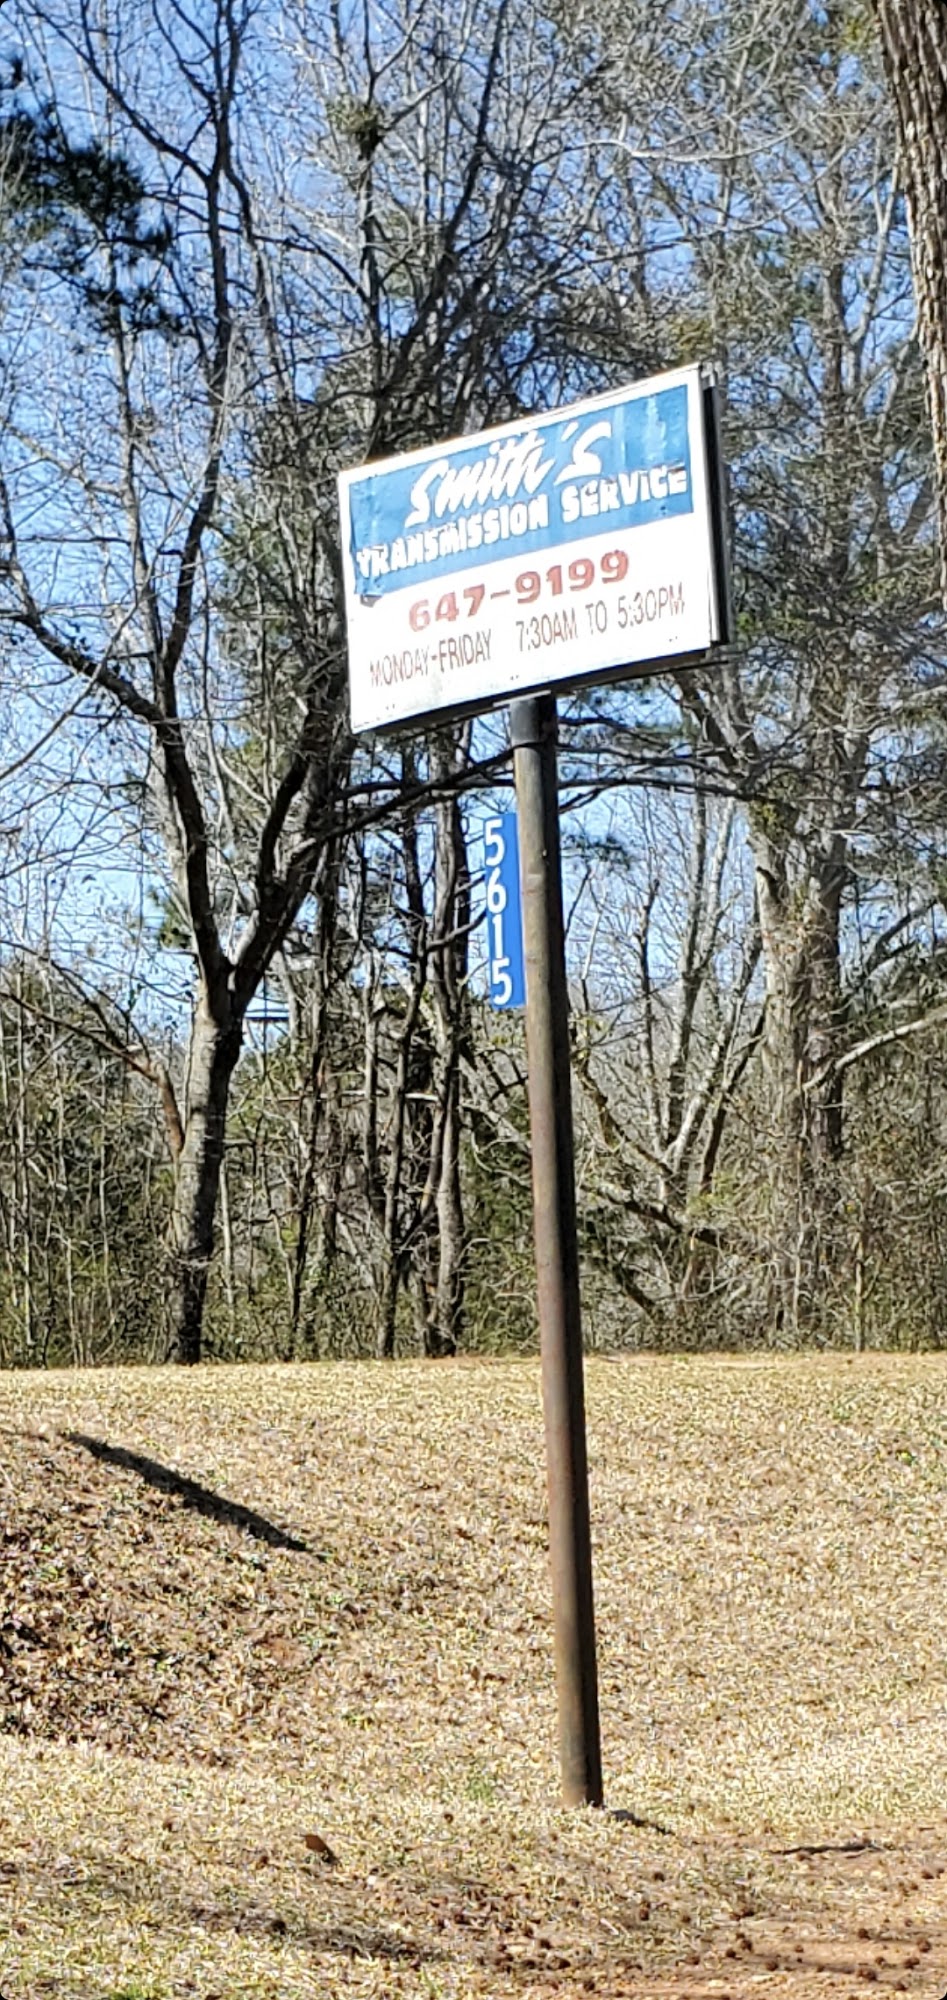 Smith's
TRANSMISSION SERVICE
647-9199
MONDAY-FRIDAY 7:30AM TO 5:30PM
5615